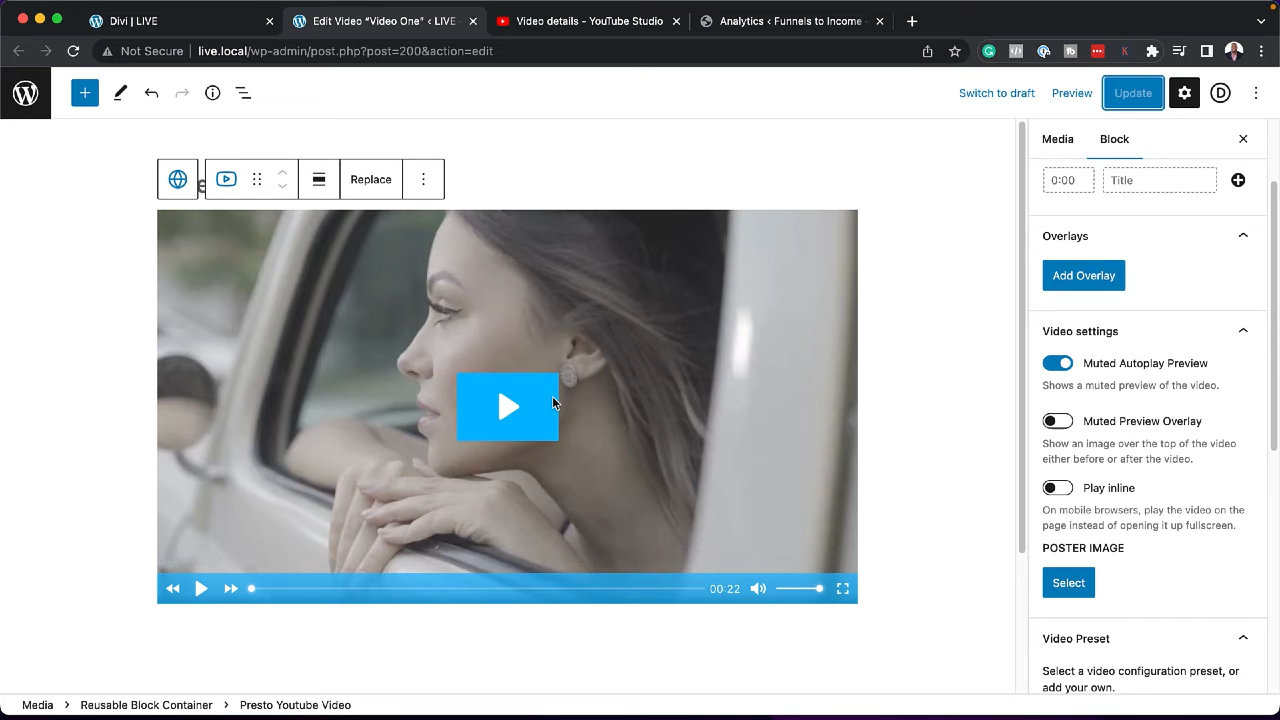 Divi | LIVE
Edit Video “Video One” ‹ LIVE
Video details - YouTube Studio
Analytics ‹ Funnels to Income
Not Secure
live.local/wp-admin/post.php?post=200&action=edit
Switch to draft
Preview
Update
Media
Block
Replace
0:00
Title
Overlays
Add Overlay
Video settings
Muted Autoplay Preview
Shows a muted preview of the video.
Muted Preview Overlay
Show an image over the top of the video
either before or after the video.
Play inline
On mobile browsers, play the video on the
page instead of opening it up fullscreen.
POSTER IMAGE
Select
00:22
Video Preset
Select a video configuration preset, or
add your own.
Media > Reusable Block Container > Presto Youtube Video